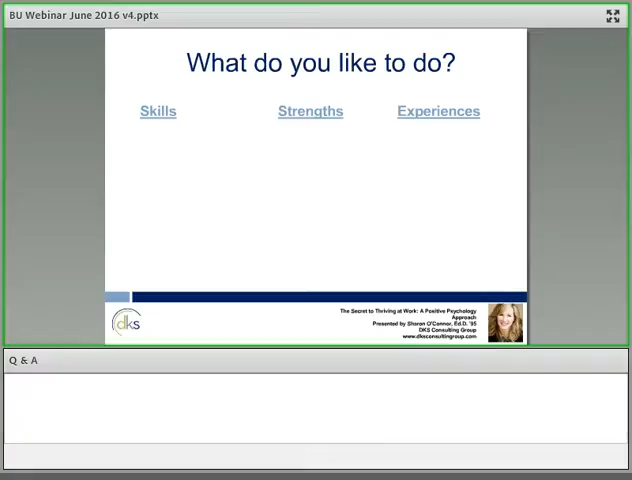 BU Webinar June 2016 v4.pptx
What do you like to do?
Skills Strengths Experiences
dks
The Secret to Thriving at Work: A Positive Psychology
Approach
Presented by Sharon O'Connor, Ed.D. '95
DKS Consulting Group
www.dksconsultinggroup.com
Q & A